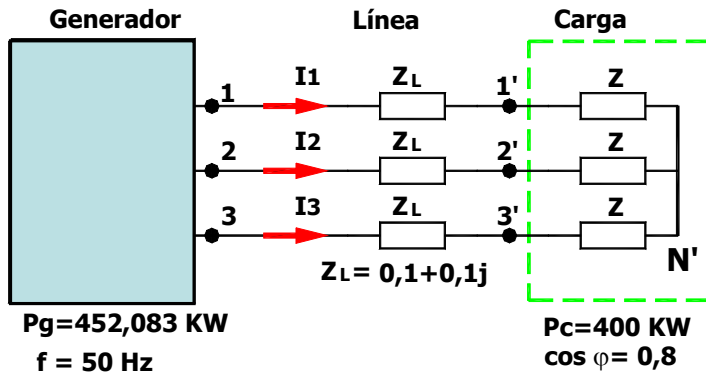 Generador Línea Carga
1 I1 ZL 1' Z
2 I2 ZL 2' Z
3 I3 ZL 3' Z
ZL= 0,1+0,1j N'
Pg=452,083 KW Pc=400 KW
f = 50 Hz cos φ= 0,8